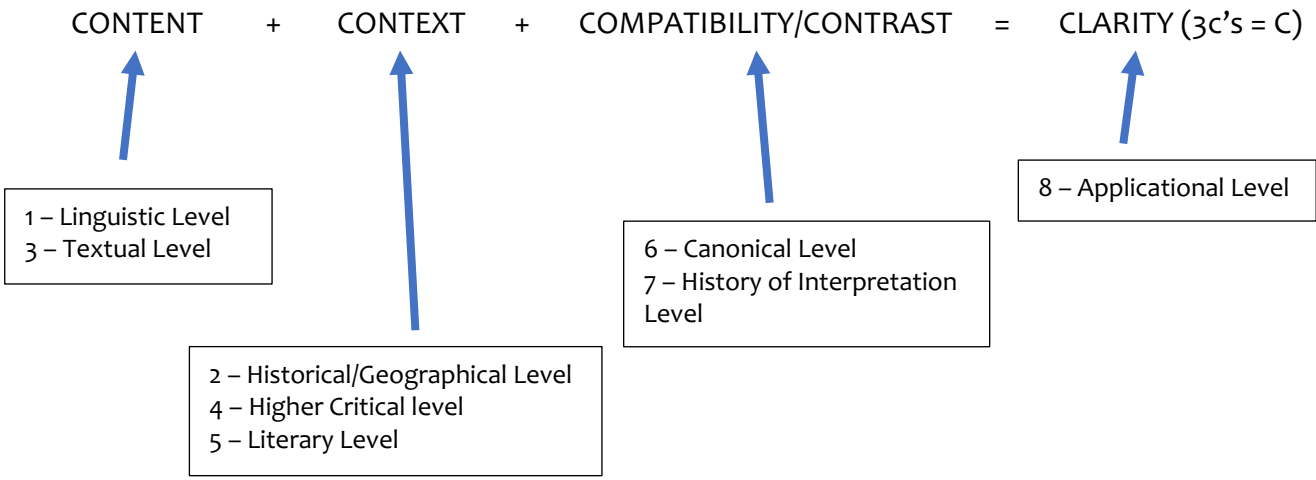 CONTENT + CONTEXT + COMPATIBILITY/CONTRAST = CLARITY (3c's = C)
1 – Linguistic Level
3 – Textual Level
2 – Historical/Geographical Level
4 – Higher Critical level
5 – Literary Level
6 – Canonical Level
7 – History of Interpretation
Level
8 – Applicational Level